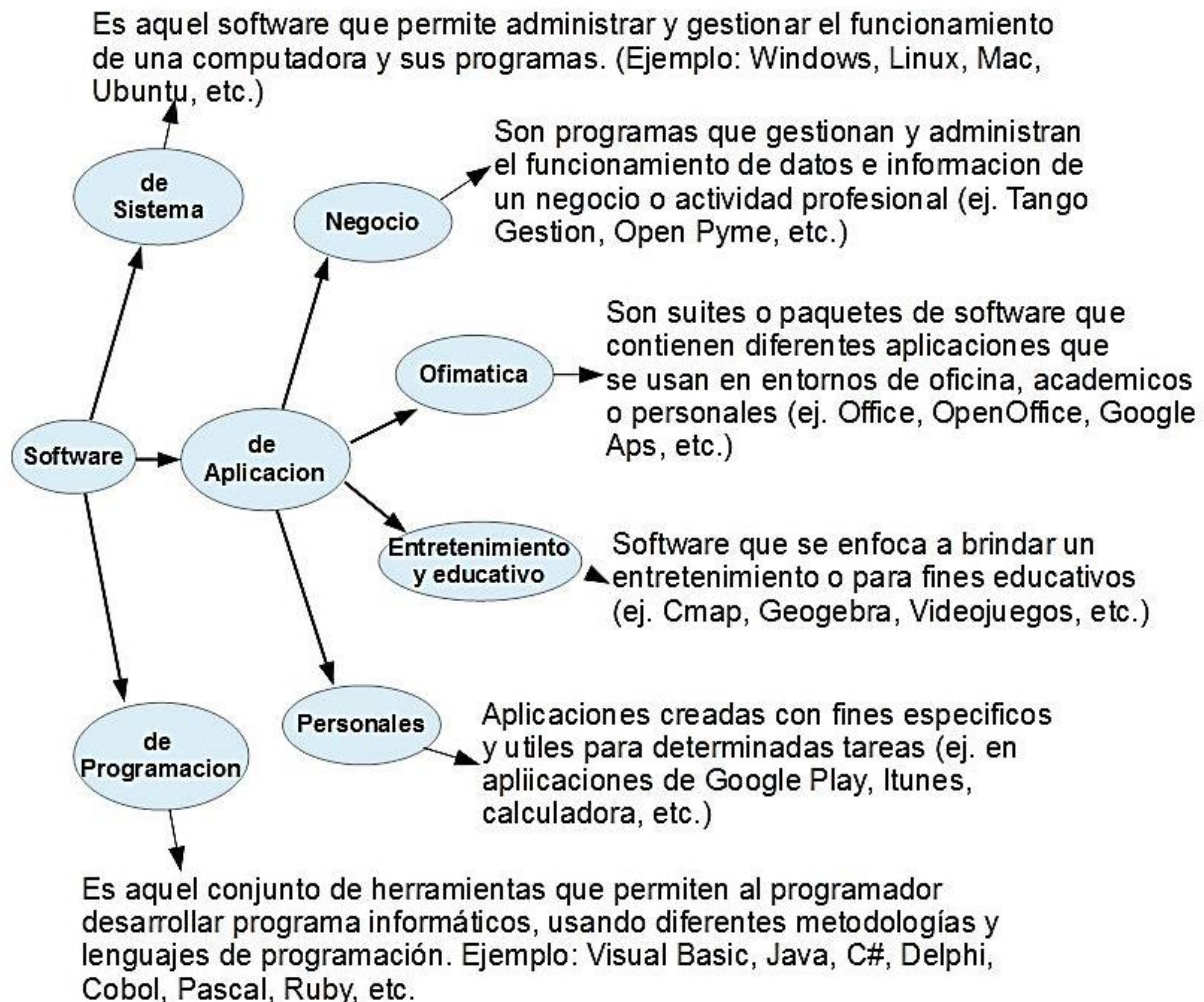 Es aquel software que permite administrar y gestionar el funcionamiento
de una computadora y sus programas. (Ejemplo: Windows, Linux, Mac,
Ubuntu, etc.)
de
Sistema
Negocio
Son programas que gestionan y administran
el funcionamiento de datos e informacion de
un negocio o actividad profesional (ej. Tango
Gestion, Open Pyme, etc.)
Ofimatica
Son suites o paquetes de software que
contienen diferentes aplicaciones que
se usan en entornos de oficina, academicos
o personales (ej. Office, OpenOffice, Google
Aps, etc.)
Software
de
Aplicacion
Entretenimiento
y educativo
Software que se enfoca a brindar un
entretenimiento o para fines educativos
(ej. Cmap, Geogebra, Videojuegos, etc.)
Personales
Aplicaciones creadas con fines especificos
y utiles para determinadas tareas (ej. en
apliicaciones de Google Play, Itunes,
calculadora, etc.)
de
Programacion
Es aquel conjunto de herramientas que permiten al programador
desarrollar programa informáticos, usando diferentes metodologías y
lenguajes de programación. Ejemplo: Visual Basic, Java, C#, Delphi,
Cobol, Pascal, Ruby, etc.